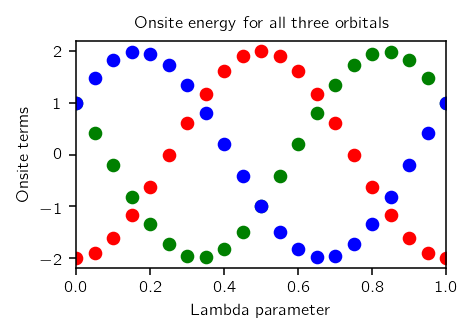 Onsite energy for all three orbitals
Onsite terms
2
1
0
−1
−2
0.0 0.2 0.4 0.6 0.8 1.0
Lambda parameter